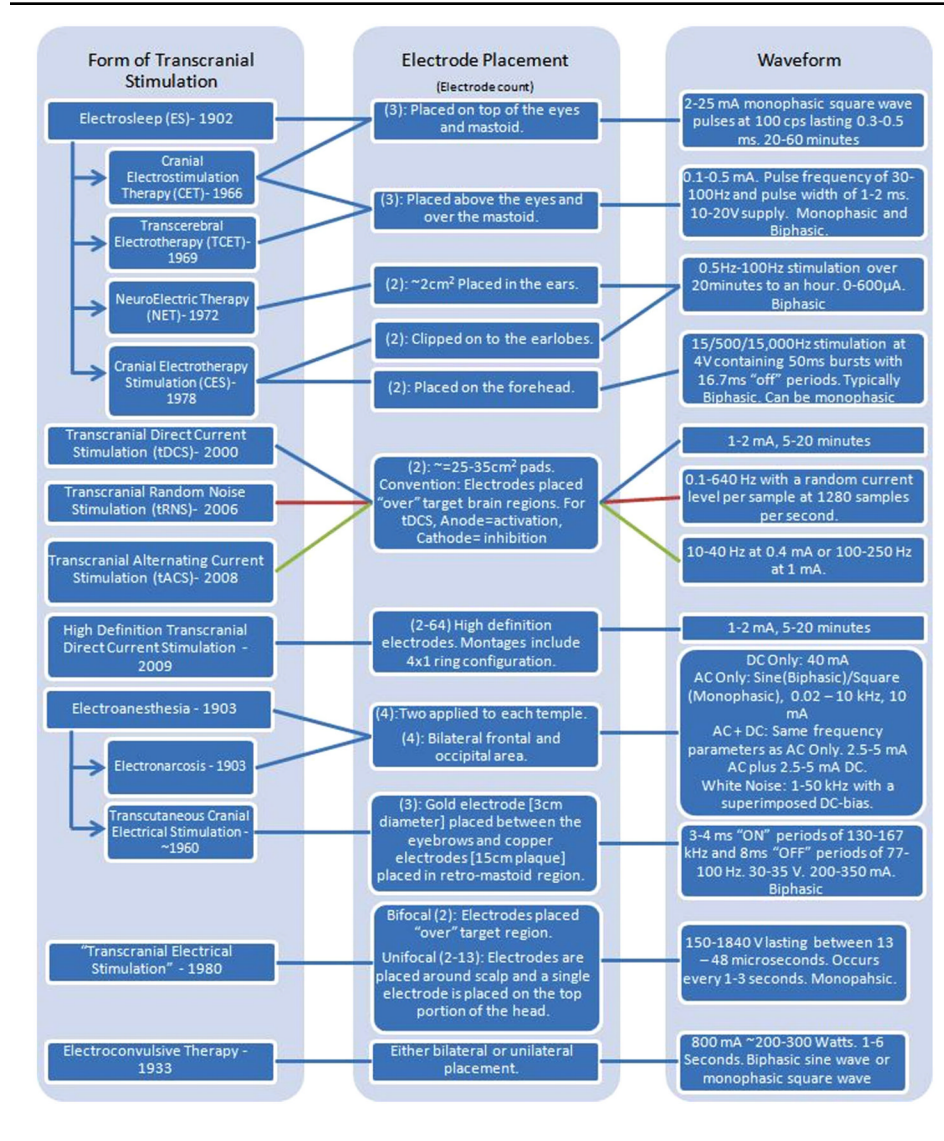 Form of Transcranial
Stimulation
Electrosleep (ES)- 1902
Cranial
Electrostimulation
Therapy (CET)- 1966
Transcerebral
Electrotherapy (TCET)-
1969
NeuroElectric Therapy
(NET)- 1972
Cranial Electrotherapy
Stimulation (CES)-
1978
Transcranial Direct Current
Stimulation (tDCS)- 2000
Transcranial Random Noise
Stimulation (tRNS)- 2006
Transcranial Alternating Current
Stimulation (tACS)- 2008
High Definition Transcranial
Direct Current Stimulation -
2009
Electroanesthesia - 1903
Electronarcosis - 1903
Transcutaneous Cranial
Electrical Stimulation -
~1960
"Transcranial Electrical
Stimulation" - 1980
Electroconvulsive Therapy -
1933
Electrode Placement
(Electrode count)
(3): Placed on top of the eyes
and mastoid.
(3): Placed above the eyes and
over the mastoid.
(2): ~2cm² Placed in the ears.
(2): Clipped on to the earlobes.
(2): Placed on the forehead.
(2): ~=25-35cm² pads.
Convention: Electrodes placed
"over" target brain regions. For
tDCS, Anode=activation,
Cathode= inhibition
(2-64) High definition
electrodes. Montages include
4x1 ring configuration.
(4):Two applied to each temple.
(4): Bilateral frontal and
occipital area.
(3): Gold electrode [3cm
diameter] placed between the
eyebrows and copper
electrodes [15cm plaque]
placed in retro-mastoid region.
Bifocal (2): Electrodes placed
"over" target region.
Unifocal (2-13): Electrodes are
placed around scalp and a single
electrode is placed on the top
portion of the head.
Either bilateral or unilateral
placement.
Waveform
2-25 mA monophasic square wave
pulses at 100 cps lasting 0.3-0.5
ms. 20-60 minutes
0.1-0.5 mA. Pulse frequency of 30-
100Hz and pulse width of 1-2 ms.
10-20V supply. Monophasic and
Biphasic.
0.5Hz-100Hz stimulation over
20minutes to an hour. 0-600µA.
Biphasic
15/500/15,000Hz stimulation at
4V containing 50ms bursts with
16.7ms "off" periods. Typically
Biphasic. Can be monophasic
1-2 mA, 5-20 minutes
0.1-640 Hz with a random current
level per sample at 1280 samples
per second.
10-40 Hz at 0.4 mA or 100-250 Hz
at 1 mA.
1-2 mA, 5-20 minutes
DC Only: 40 mA
AC Only: Sine(Biphasic)/Square
(Monophasic), 0.02 – 10 kHz, 10
mA
AC + DC: Same frequency
parameters as AC Only. 2.5-5 mA
AC plus 2.5-5 mA DC.
White Noise: 1-50 kHz with a
superimposed DC-bias.
3-4 ms "ON" periods of 130-167
kHz and 8ms "OFF" periods of 77-
100 Hz. 30-35 V. 200-350 mA.
Biphasic
150-1840 V lasting between 13
– 48 microseconds. Occurs
every 1-3 seconds. Monopahsic.
800 mA ~200-300 Watts. 1-6
Seconds. Biphasic sine wave or
monophasic square wave